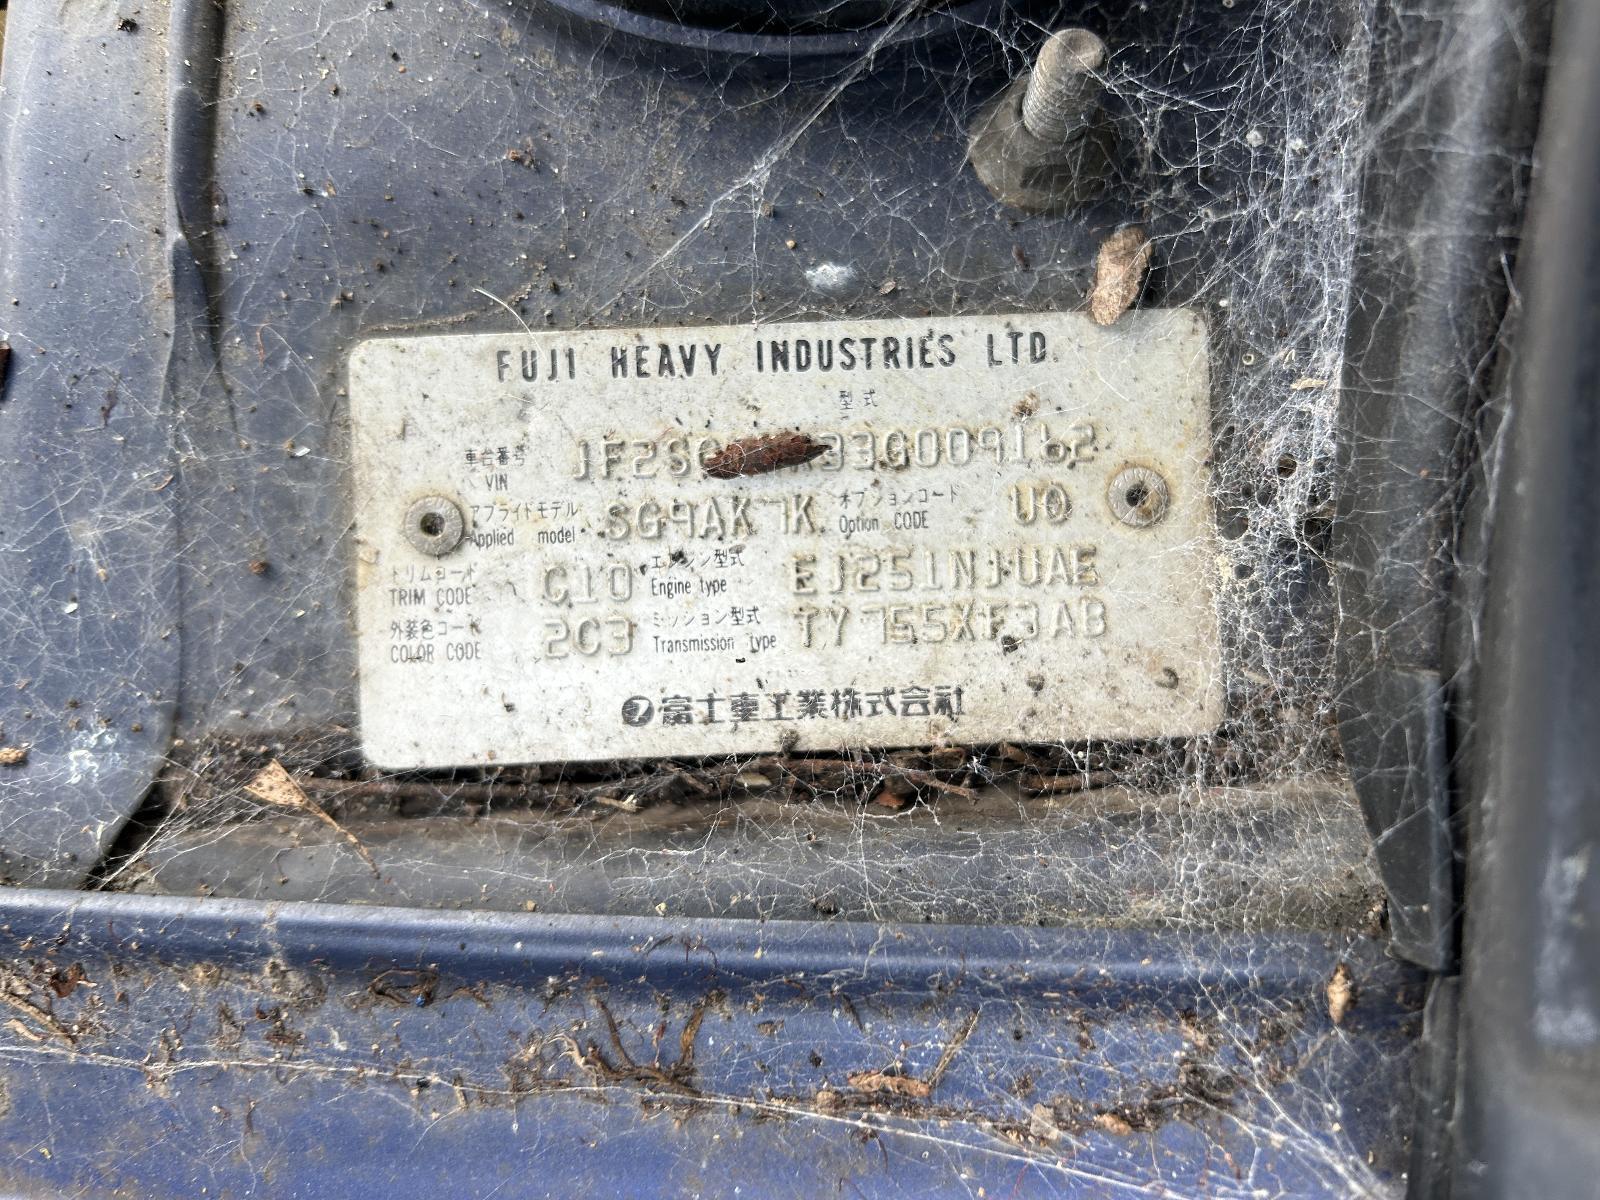 FUJI HEAVY INDUSTRIES LTD.
型式
車台番号
VIN
アプライドモデル
Applied model
SG9AK7K
オプションコード
Option CODE
U0
トリムコード
TRIM CODE
C10
エンジン型式
Engine type
EJ251NJUAE
外装色コード
COLOR CODE
2C3
ミッション型式
Transmission type
TY755XF3AB
富士重工業株式会社